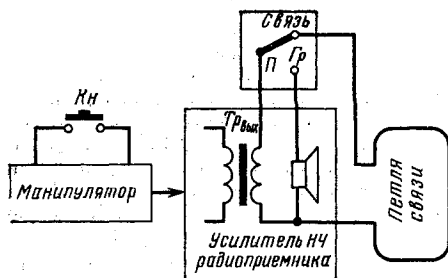 Связь
П
Гр
Кн
Тр вых
Манипулятор
Усилитель НЧ
радиоприемника
Петля
связи